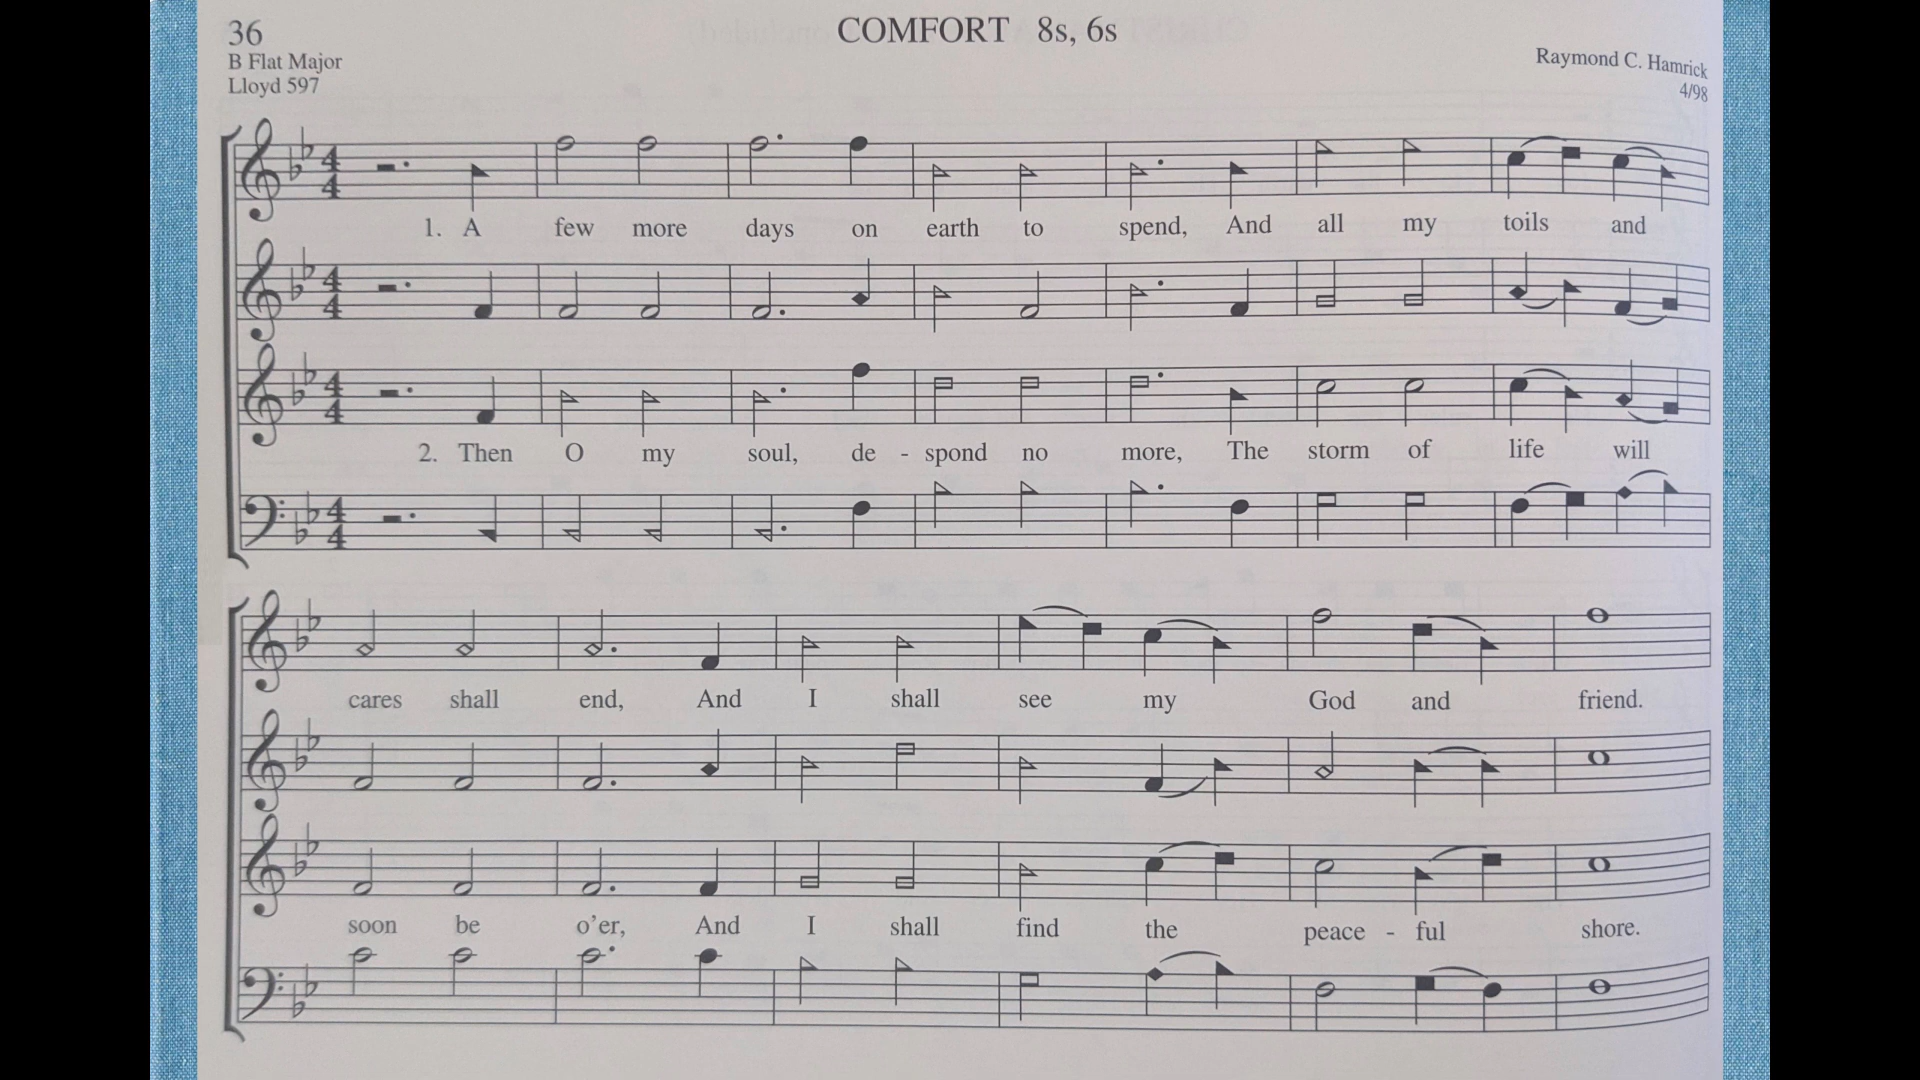 36
COMFORT 8s, 6s
B Flat Major
Lloyd 597
Raymond C. Hamrick
4/98
1. A few more days on earth to spend, And all my toils and
2. Then O my soul, de - spond no more, The storm of life will
cares shall end, And I shall see my God and friend.
soon be o'er, And I shall find the peace - ful shore.